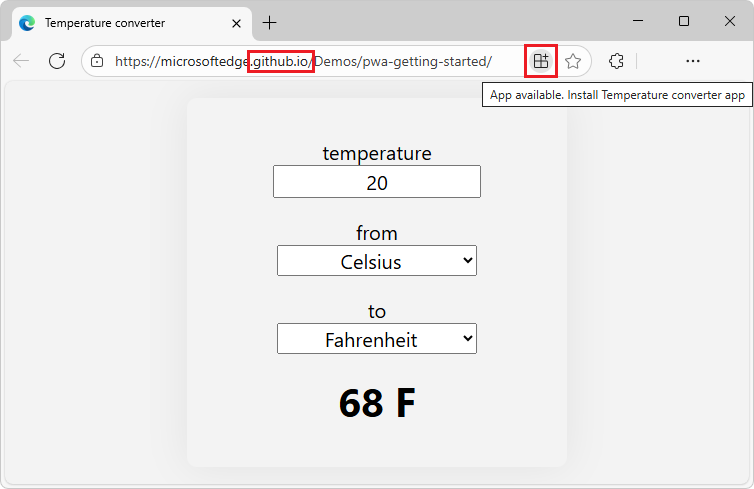 Temperature converter
https://microsoftedge.github.io/Demos/pwa-getting-started/
App available. Install Temperature converter app
temperature
20
from
Celsius
to
Fahrenheit
68 F